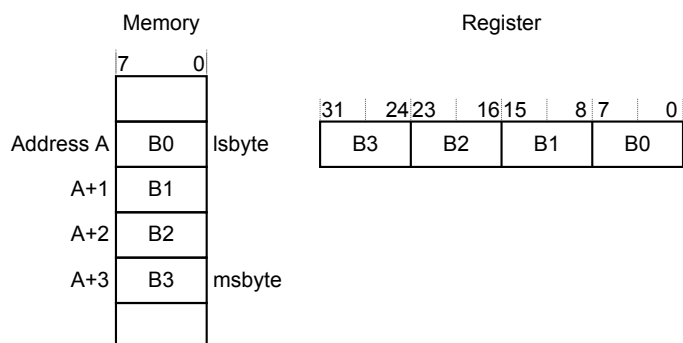 Memory Register
7 0
31 24 23 16 15 8 7 0
Address A B0 lsbyte B3 B2 B1 B0
A+1 B1
A+2 B2
A+3 B3 msbyte